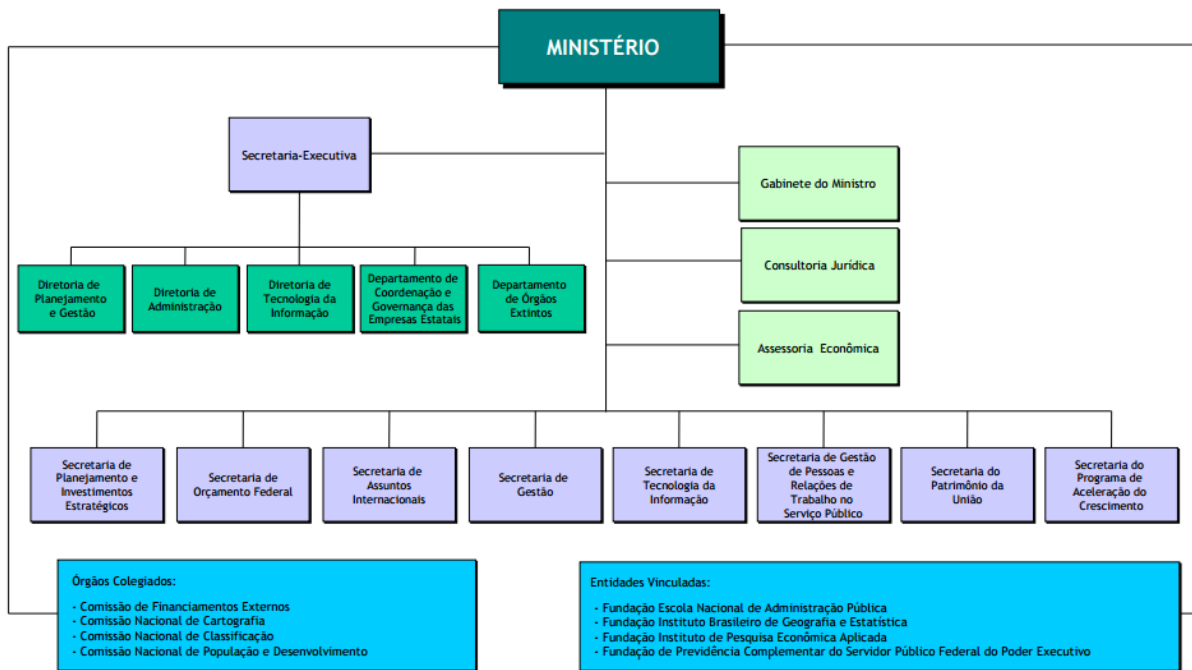 MINISTÉRIO
Secretaria-Executiva
Gabinete do Ministro
Consultoria Jurídica
Assessoria Econômica
Diretoria de
Planejamento
e Gestão
Diretoria de
Administração
Diretoria de
Tecnologia da
Informação
Departamento de
Coordenação e
Governança das
Empresas Estatais
Departamento
de Órgãos
Extintos
Secretaria de
Planejamento e
Investimentos
Estratégicos
Secretaria de
Orçamento Federal
Secretaria de
Assuntos
Internacionais
Secretaria de
Gestão
Secretaria de
Tecnologia da
Informação
Secretaria de Gestão
de Pessoas e
Relações de
Trabalho no
Serviço Público
Secretaria do
Patrimônio da
União
Secretaria do
Programa de
Aceleração do
Crescimento
Órgãos Colegiados:
- Comissão de Financiamentos Externos
- Comissão Nacional de Cartografia
- Comissão Nacional de Classificação
- Comissão Nacional de População e Desenvolvimento
Entidades Vinculadas:
- Fundação Escola Nacional de Administração Pública
- Fundação Instituto Brasileiro de Geografia e Estatística
- Fundação Instituto de Pesquisa Econômica Aplicada
- Fundação de Previdência Complementar do Servidor Público Federal do Poder Executivo